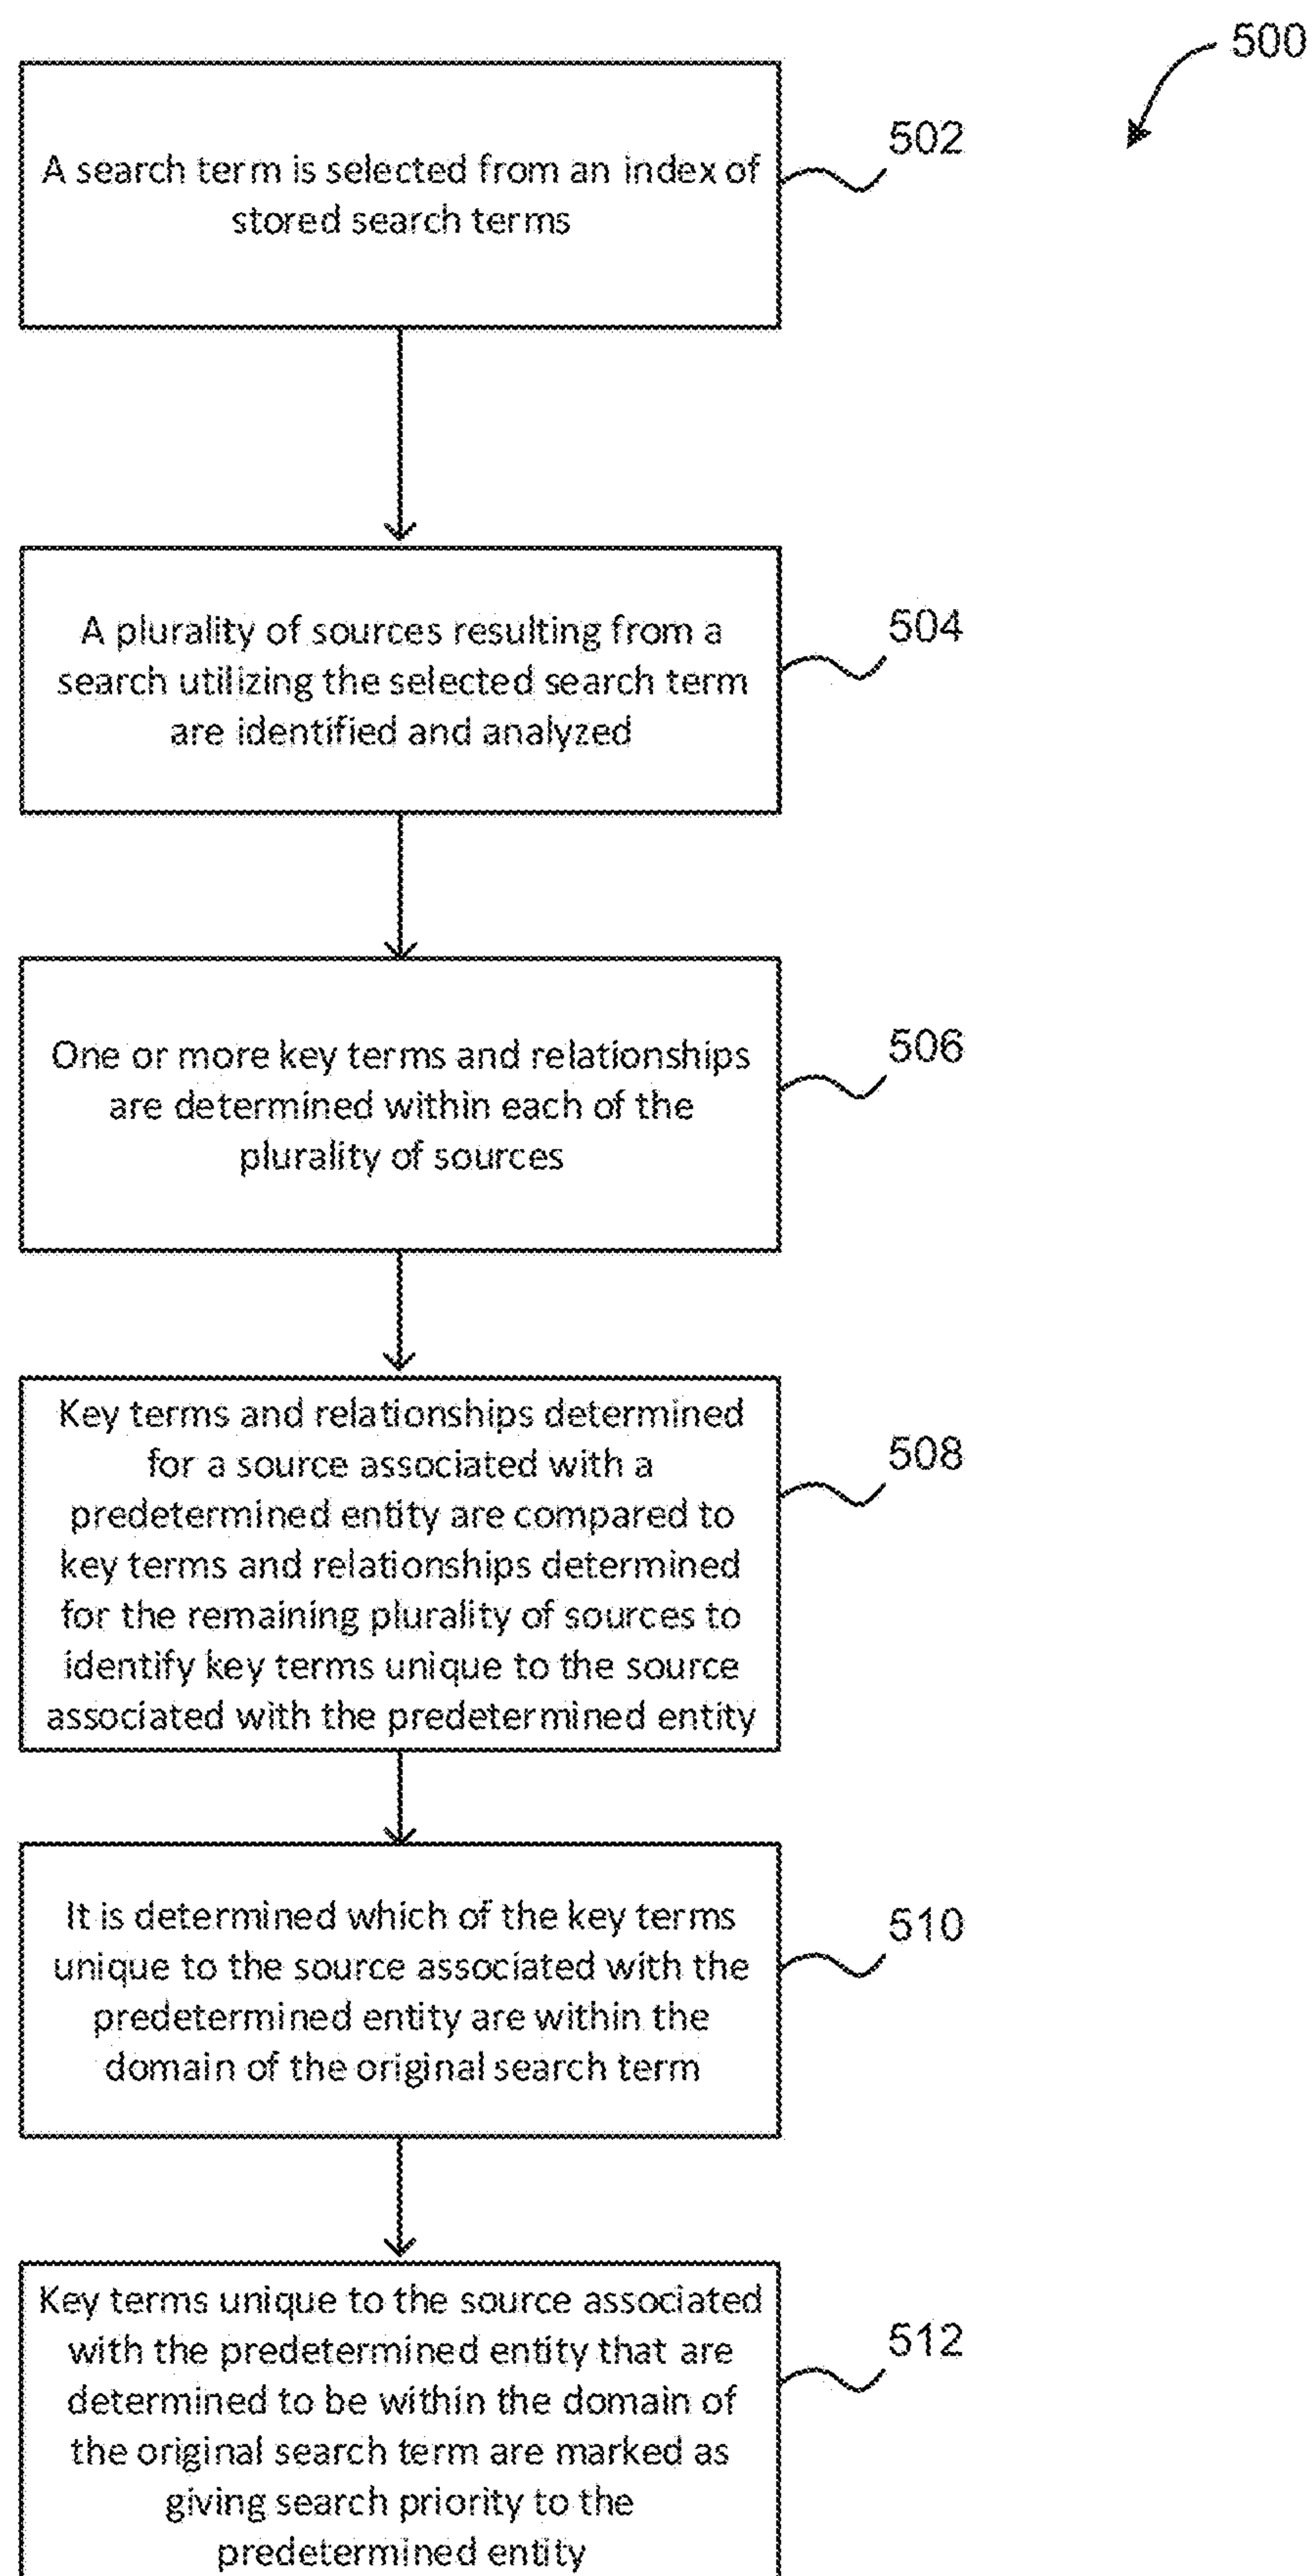 500
A search term is selected from an index of
stored search terms
502
A plurality of sources resulting from a
search utilizing the selected search term
are identified and analyzed
504
One or more key terms and relationships
are determined within each of the
plurality of sources
506
Key terms and relationships determined
for a source associated with a
predetermined entity are compared to
key terms and relationships determined
for the remaining plurality of sources to
identify key terms unique to the source
associated with the predetermined entity
508
It is determined which of the key terms
unique to the source associated with the
predetermined entity are within the
domain of the original search term
510
Key terms unique to the source associated
with the predetermined entity that are
determined to be within the domain of
the original search term are marked as
giving search priority to the
predetermined entity
512